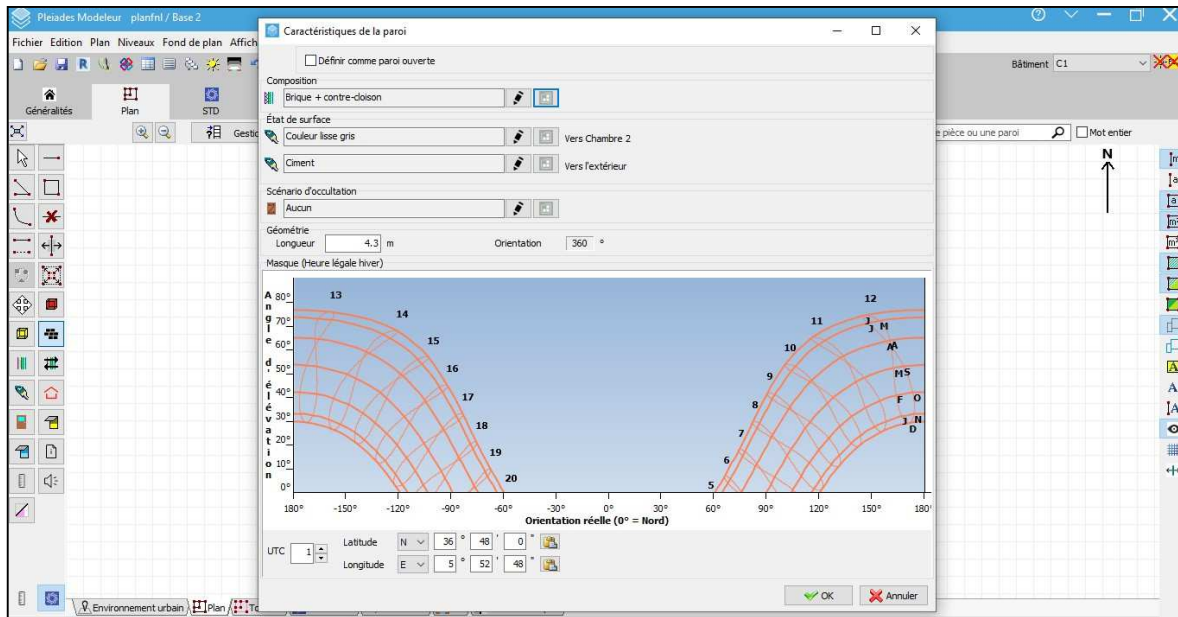 Pleiades Modeleur planfnl / Base 2
Fichier Edition Plan Niveaux Fond de plan Affich
Caractéristiques de la paroi
Définir comme paroi ouverte
Bâtiment C1
Composition
Brique + contre-cloison
Généralités Plan STD
État de surface
Couleur lisse gris Vers Chambre 2
Gestic
e pièce ou une paroi Mot entier
Ciment Vers l'extérieur
N
Scénario d'occultation
Aucun
Géométrie
Longueur 4.3 m Orientation 360 °
Masque (Heure légale hiver)
Angle d'élévation
80° 70° 60° 50° 40° 30° 20° 10° 0°
13 14 15 16 17 18 19 20
12 11 10 9 8 7 6 5
J M
J
A A
M S
F O
J N
D
180° -150° -120° -90° -60° -30° 0° 30° 60° 90° 120° 150° 180°
Orientation réelle (0° = Nord)
UTC 1
Latitude N 36 ° 48 ' 0 "
Longitude E 5 ° 52 ' 48 "
OK Annuler
Environnement urbain Plan To